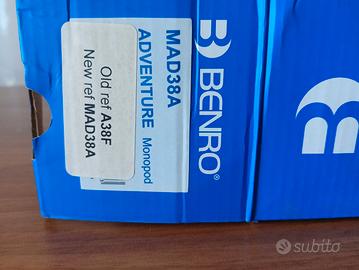 BENRO
MAD38A
ADVENTURE Monopod
Old ref A38F
New ref MAD38A
subito